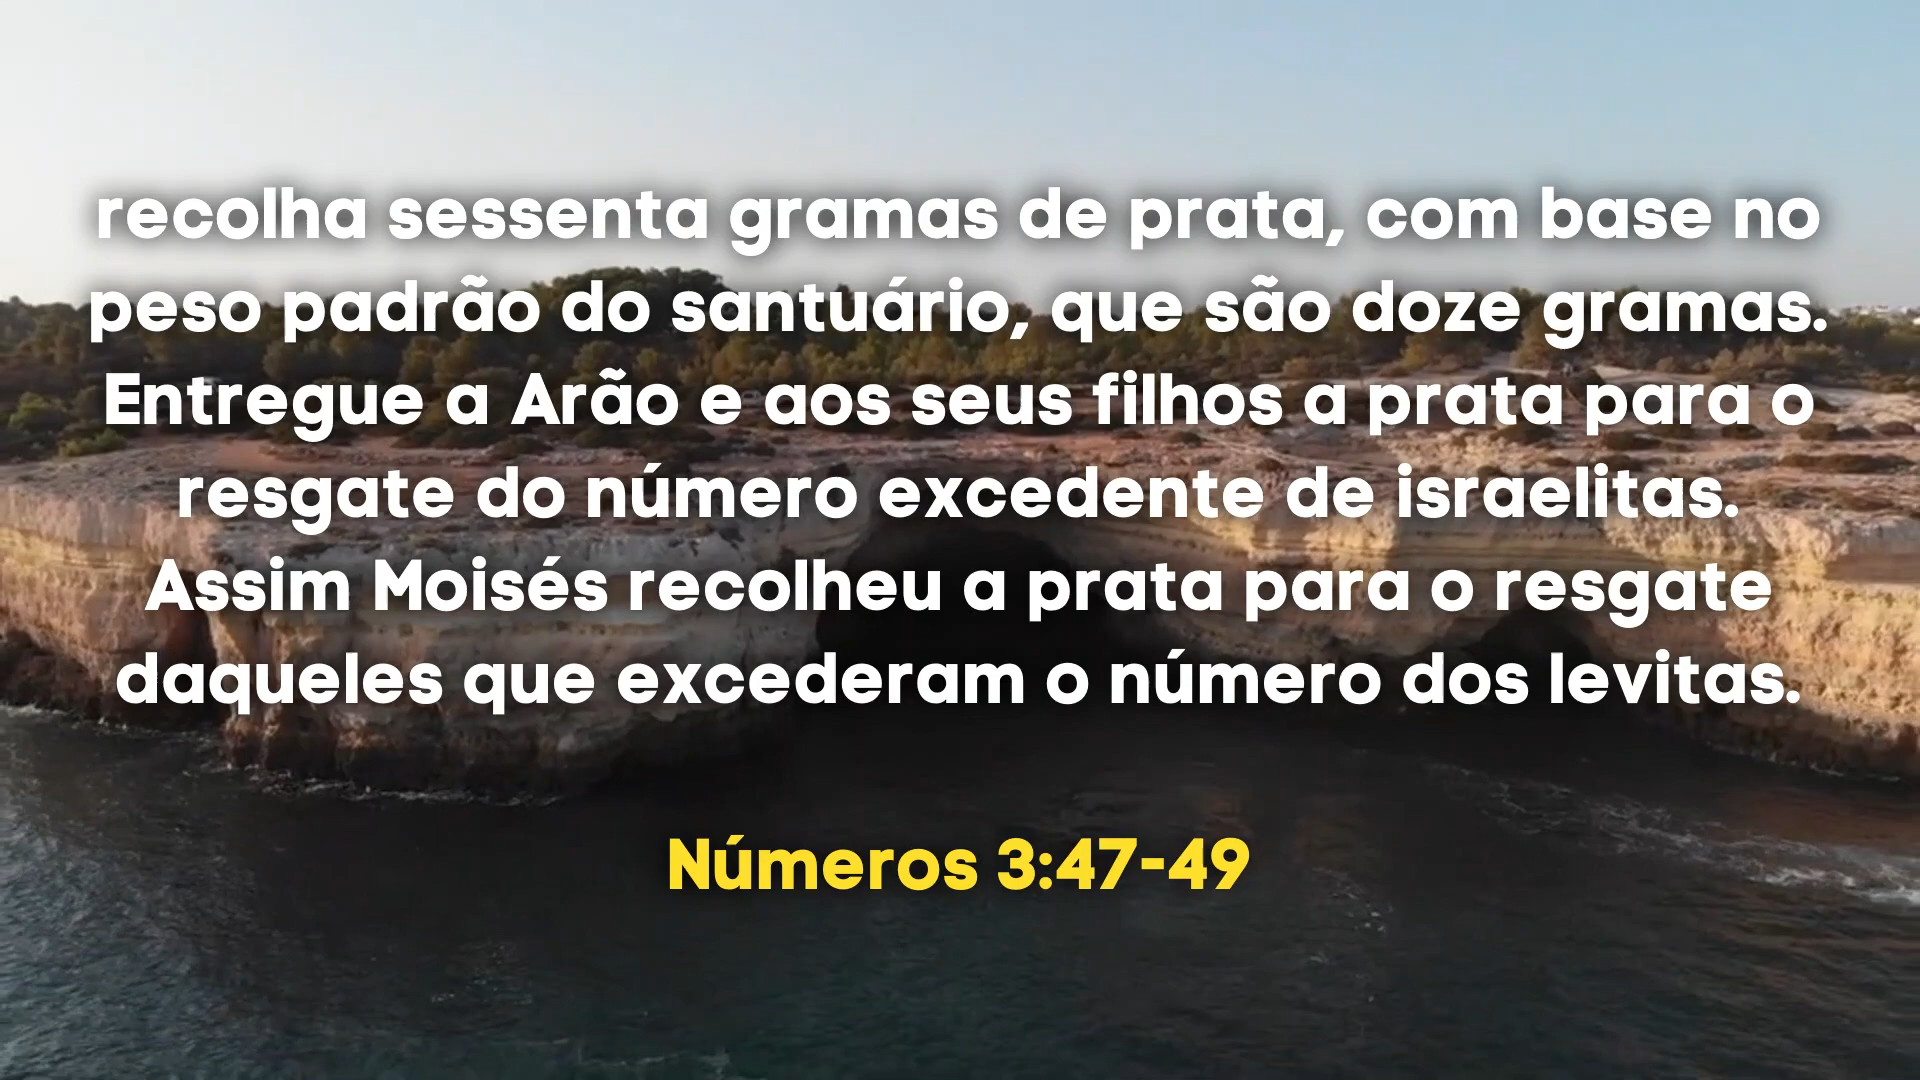 recolha sessenta gramas de prata, com base no
peso padrão do santuário, que são doze gramas.
Entregue a Arão e aos seus filhos a prata para o
resgate do número excedente de israelitas.
Assim Moisés recolheu a prata para o resgate
daqueles que excederam o número dos levitas.
Números 3:47-49